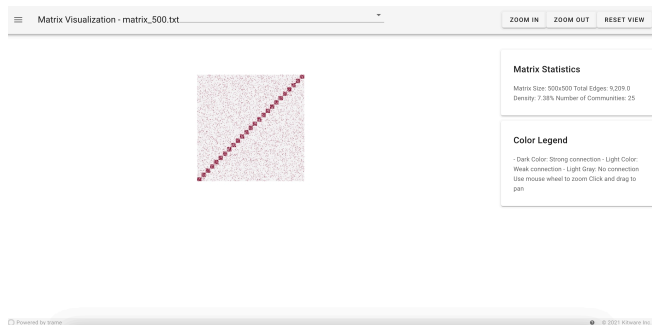 Matrix Visualization - matrix_500.txt
ZOOM IN
ZOOM OUT
RESET VIEW
Matrix Statistics
Matrix Size: 500x500 Total Edges: 9,209.0
Density: 7.38% Number of Communities: 25
Color Legend
- Dark Color: Strong connection - Light Color:
Weak connection - Light Gray: No connection
Use mouse wheel to zoom Click and drag to
pan
Powered by trame
© 2021 Kitware Inc.